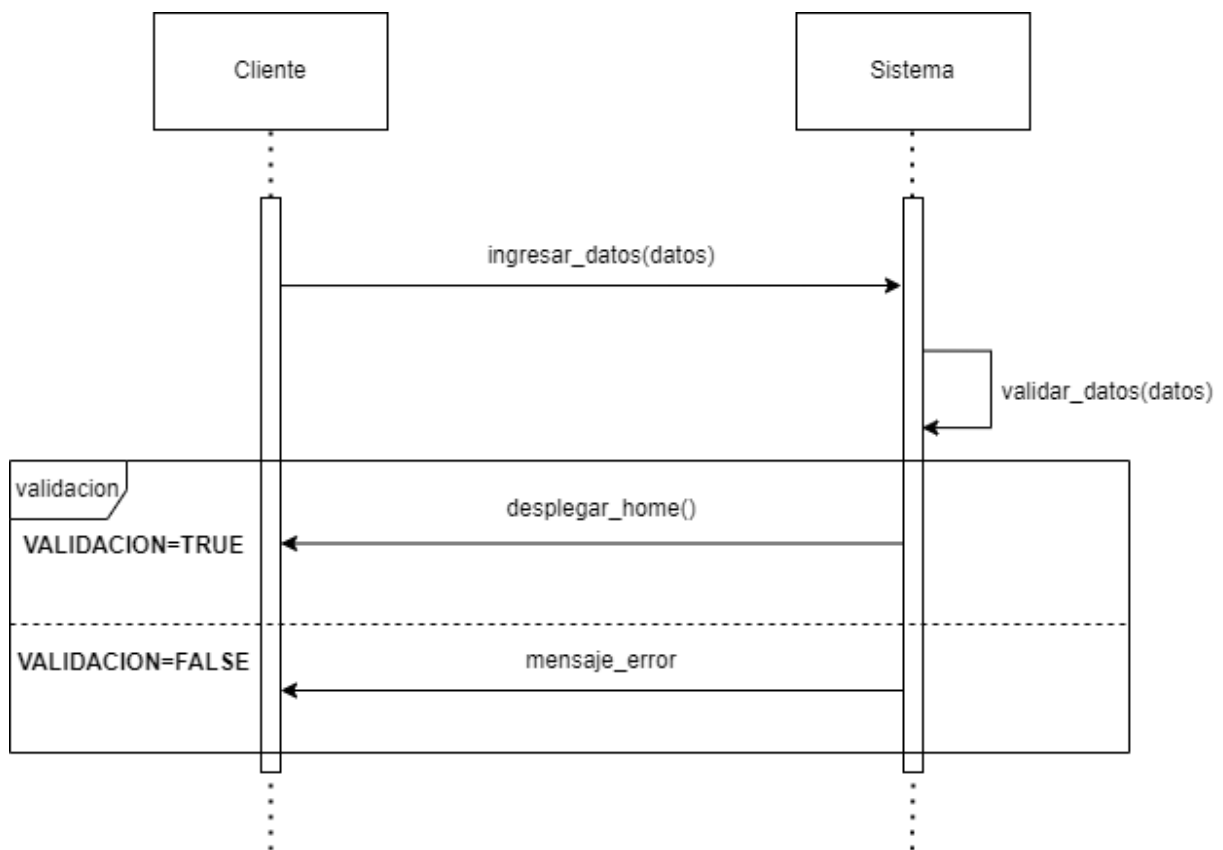 Cliente
Sistema
ingresar_datos(datos)
validar_datos(datos)
validacion
desplegar_home()
VALIDACION=TRUE
VALIDACION=FALSE
mensaje_error